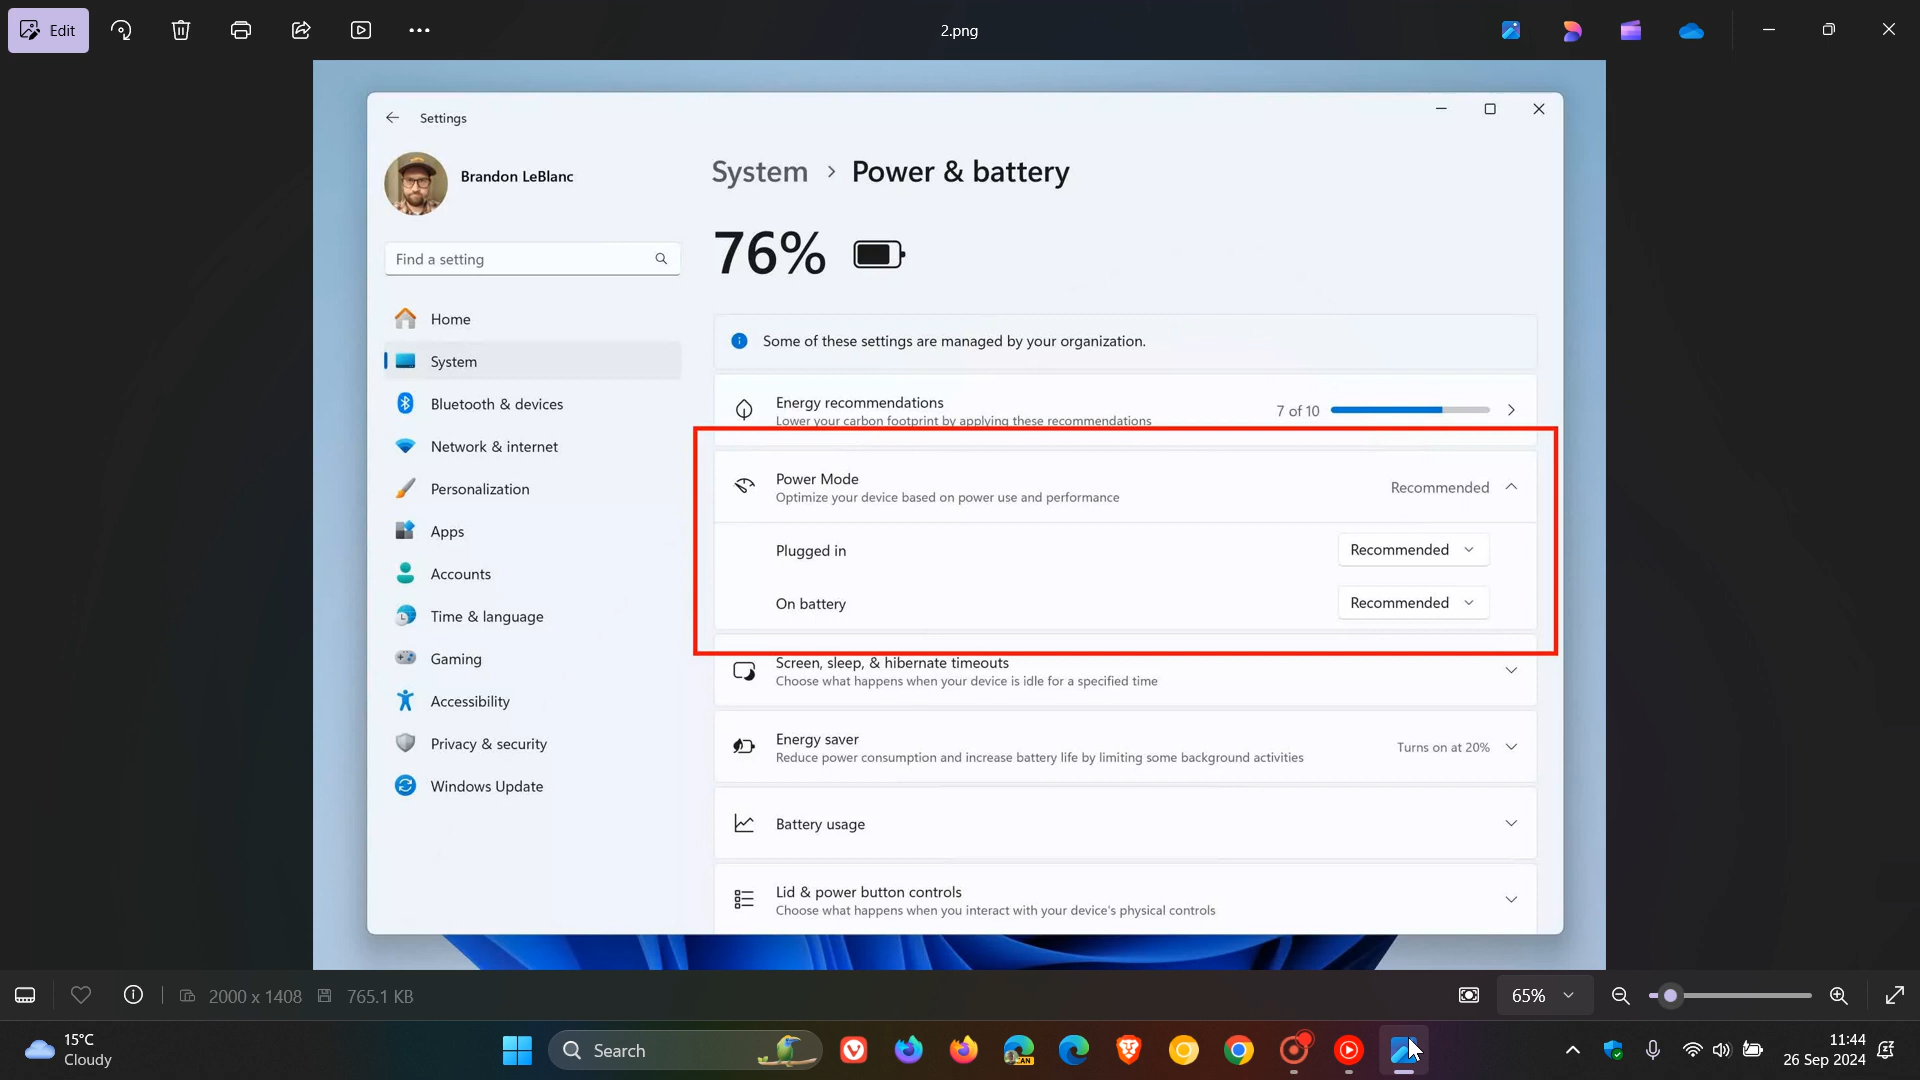 Edit
2.png
Settings
Brandon LeBlanc
System > Power & battery
76%
Find a setting
Home
System
Bluetooth & devices
Network & internet
Personalization
Apps
Accounts
Time & language
Gaming
Accessibility
Privacy & security
Windows Update
Some of these settings are managed by your organization.
Energy recommendations
Lower your carbon footprint by applying these recommendations
7 of 10
Power Mode
Optimize your device based on power use and performance
Recommended
Plugged in
Recommended
On battery
Recommended
Screen, sleep, & hibernate timeouts
Choose what happens when your device is idle for a specified time
Energy saver
Reduce power consumption and increase battery life by limiting some background activities
Turns on at 20%
Battery usage
Lid & power button controls
Choose what happens when you interact with your device's physical controls
2000 x 1408
765.1 KB
65%
15°C
Cloudy
Search
CAN
11:44
26 Sep 2024